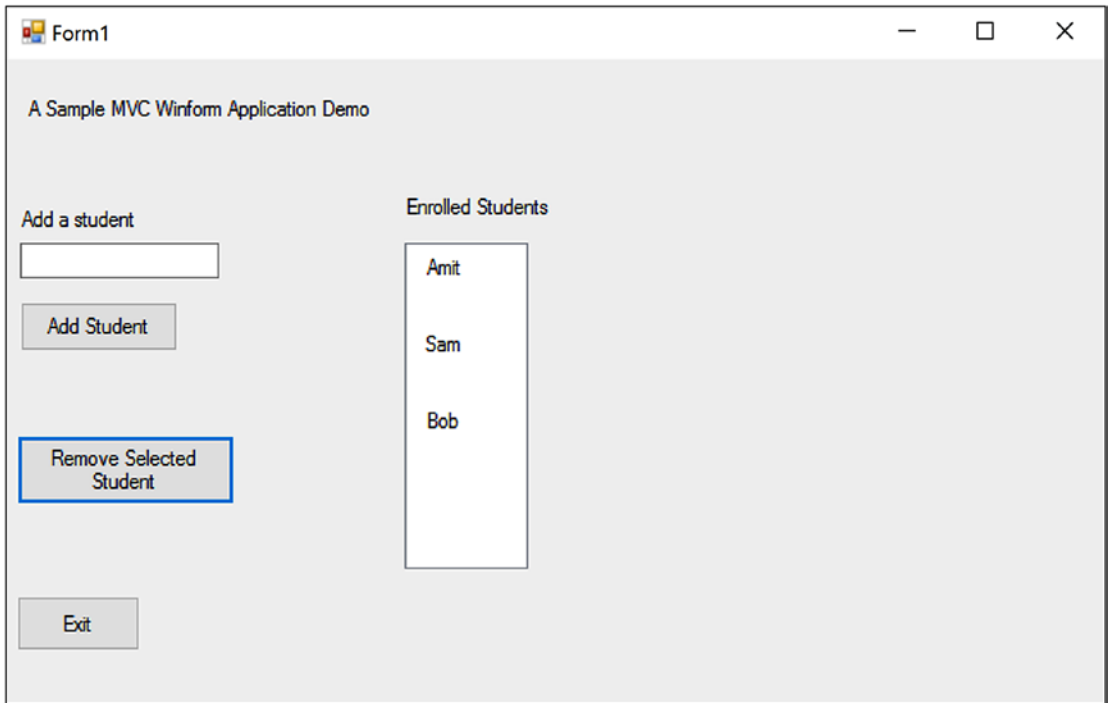 Form1
A Sample MVC Winform Application Demo
Add a student
Add Student
Remove Selected
Student
Exit
Enrolled Students
Amit
Sam
Bob